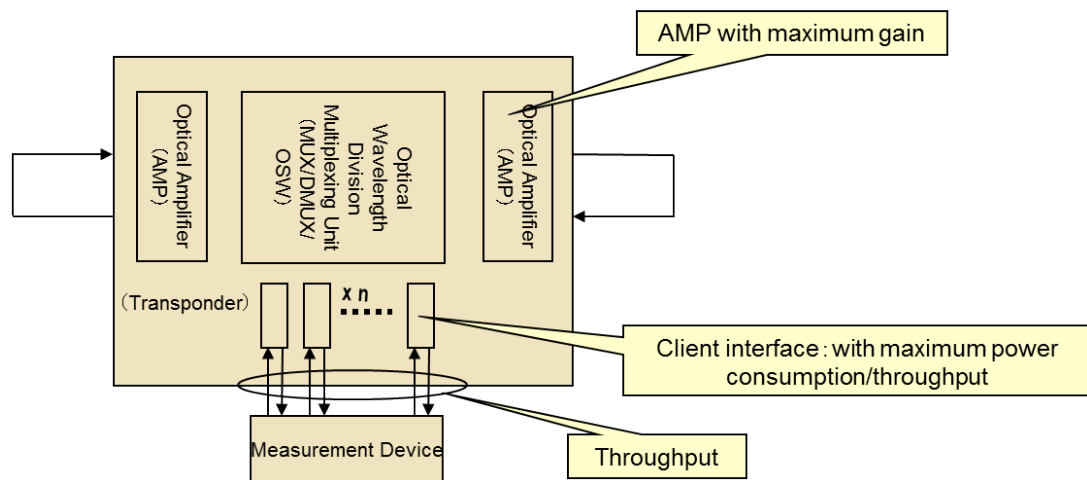 AMP with maximum gain
Optical Amplifier
(AMP)
Optical
Wavelength
Division
Multiplexing Unit
(MUX/DMUX/
OSW)
Optical Amplifier
(AMP)
(Transponder)
x n
Client interface：with maximum power
consumption/throughput
Measurement Device
Throughput